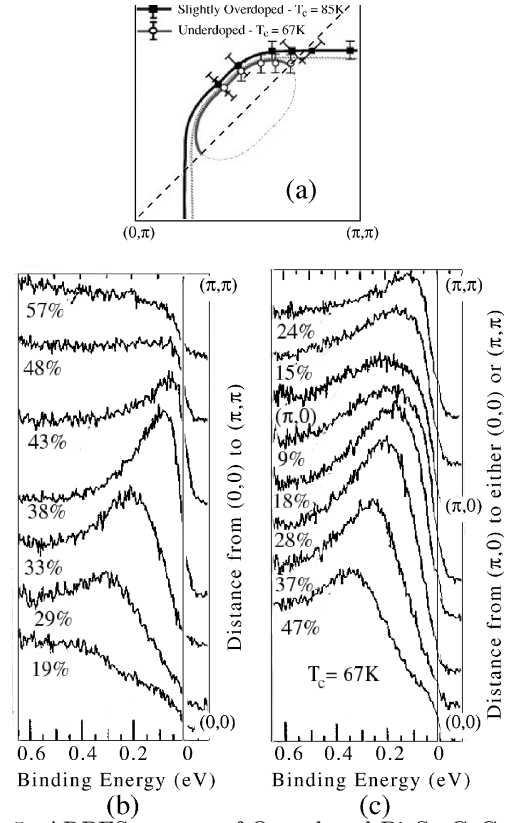 Slightly Overdoped - Tc = 85K
Underdoped - Tc = 67K
(a)
(0,π)
(π,π)
(π,π)
57%
48%
43%
38%
33%
29%
19%
(0,0)
Distance from (0,0) to (π,π)
0.6
0.4
0.2
0
Binding Energy (eV)
(b)
(π,π)
24%
15%
(π,0)
9%
18%
28%
37%
47%
(π,0)
Tc = 67K
(0,0)
Distance from (π,0) to either (0,0) or (π,π)
0.6
0.4
0.2
0
Binding Energy (eV)
(c)